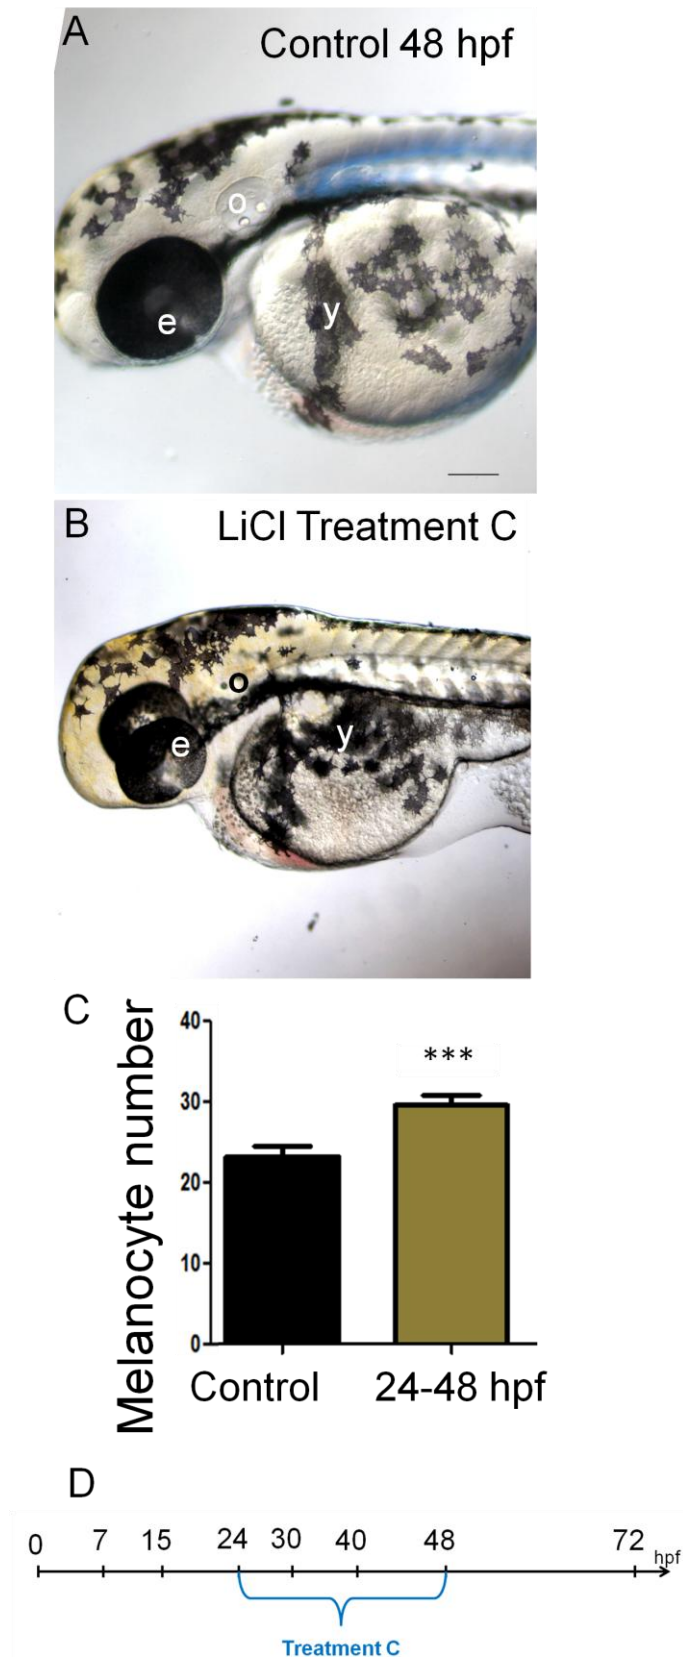 A
Control 48 hpf
o
e
y
B
LiCl Treatment C
o
e
y
C
Melanocyte number
40
30
20
10
0
***
Control
24-48 hpf
D
0 7 15 24 30 40 48 72 hpf
Treatment C